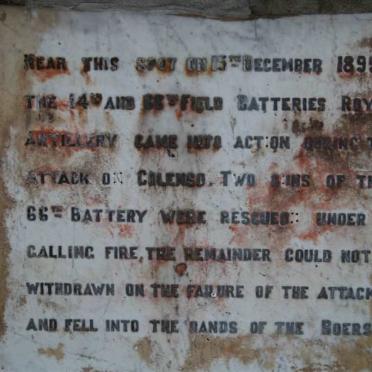 NEAR THIS SPOT ON 15TH DECEMBER 1899
THE 14TH AND 66TH FIELD BATTERIES ROY
ARTILLERY CAME INTO ACTION DURING T
ATTACK ON COLENSO. TWO GUNS OF TH
66TH BATTERY WERE RESCUED UNDER
GALLING FIRE, THE REMAINDER COULD NOT
WITHDRAWN ON THE FAILURE OF THE ATTACK
AND FELL INTO THE HANDS OF THE BOERS